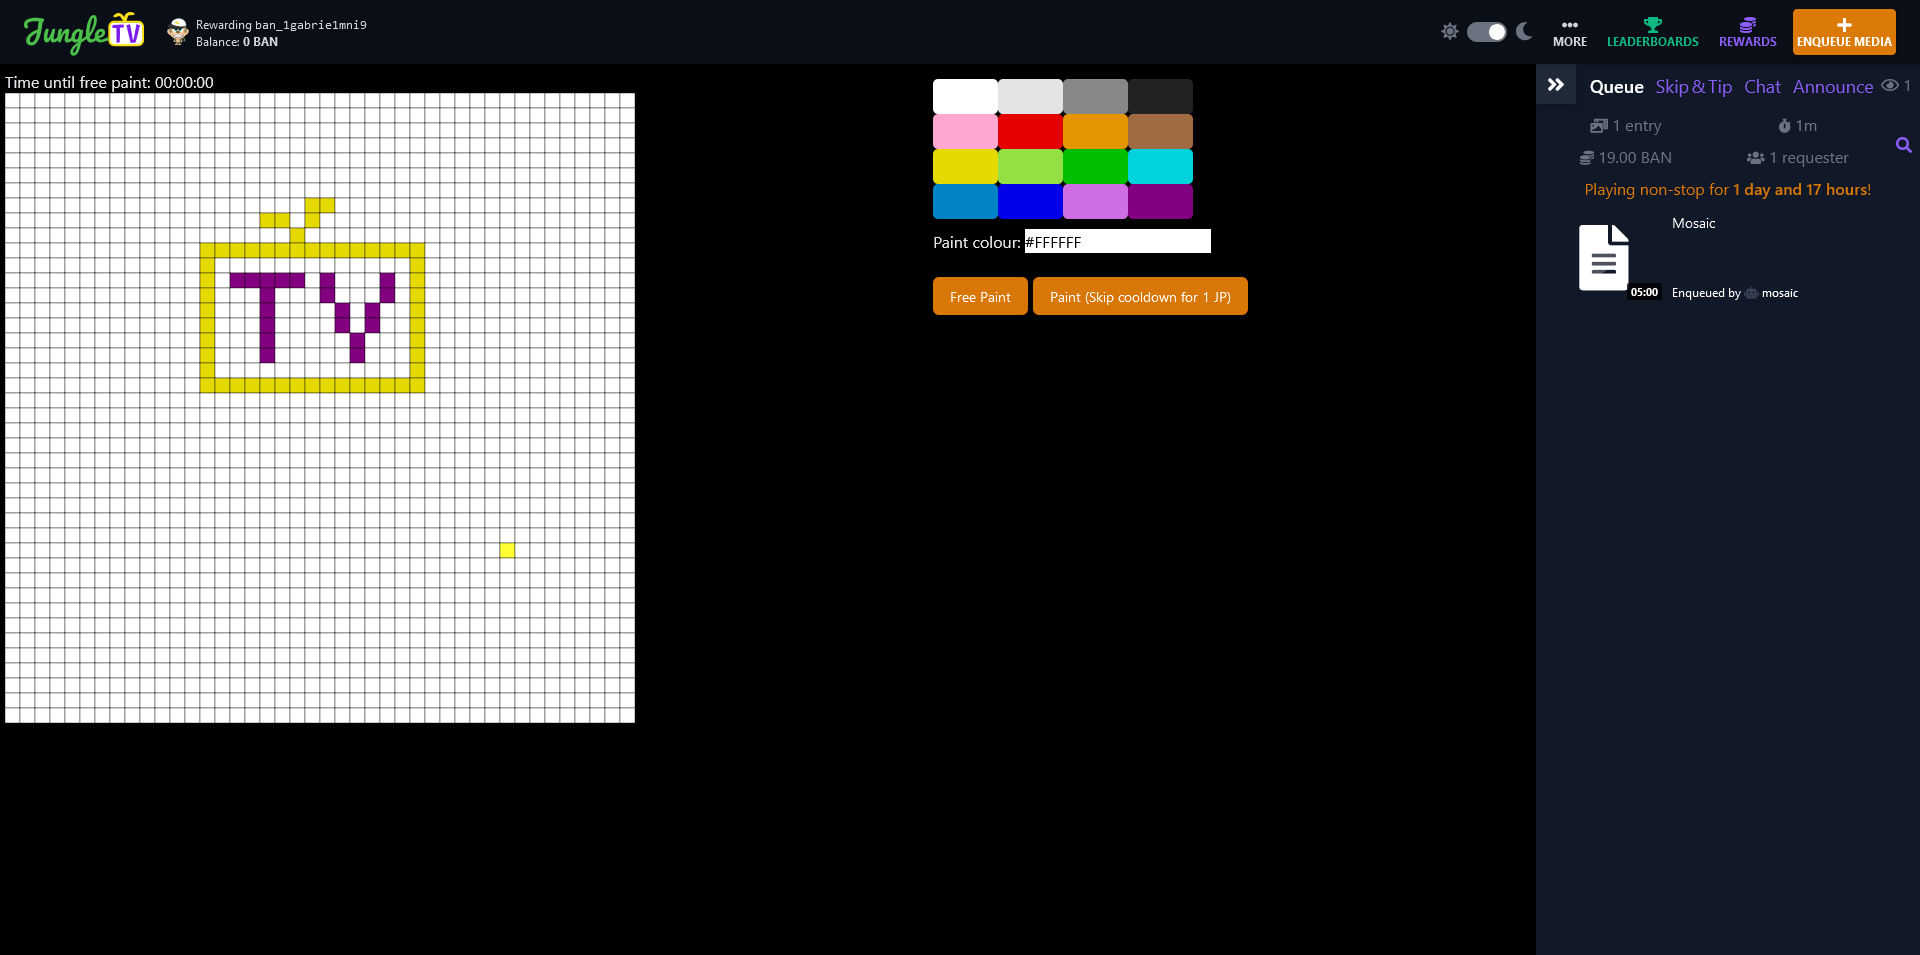 JungleTV
Rewarding ban_1gabrie1mni9
Balance: 0 BAN
MORE
LEADERBOARDS
REWARDS
ENQUEUE MEDIA
Time until free paint: 00:00:00
TV
Paint colour: #FFFFFF
Free Paint
Paint (Skip cooldown for 1 JP)
Queue Skip & Tip Chat Announce 1
1 entry 1m
19.00 BAN 1 requester
Playing non-stop for 1 day and 17 hours!
Mosaic
05:00
Enqueued by mosaic